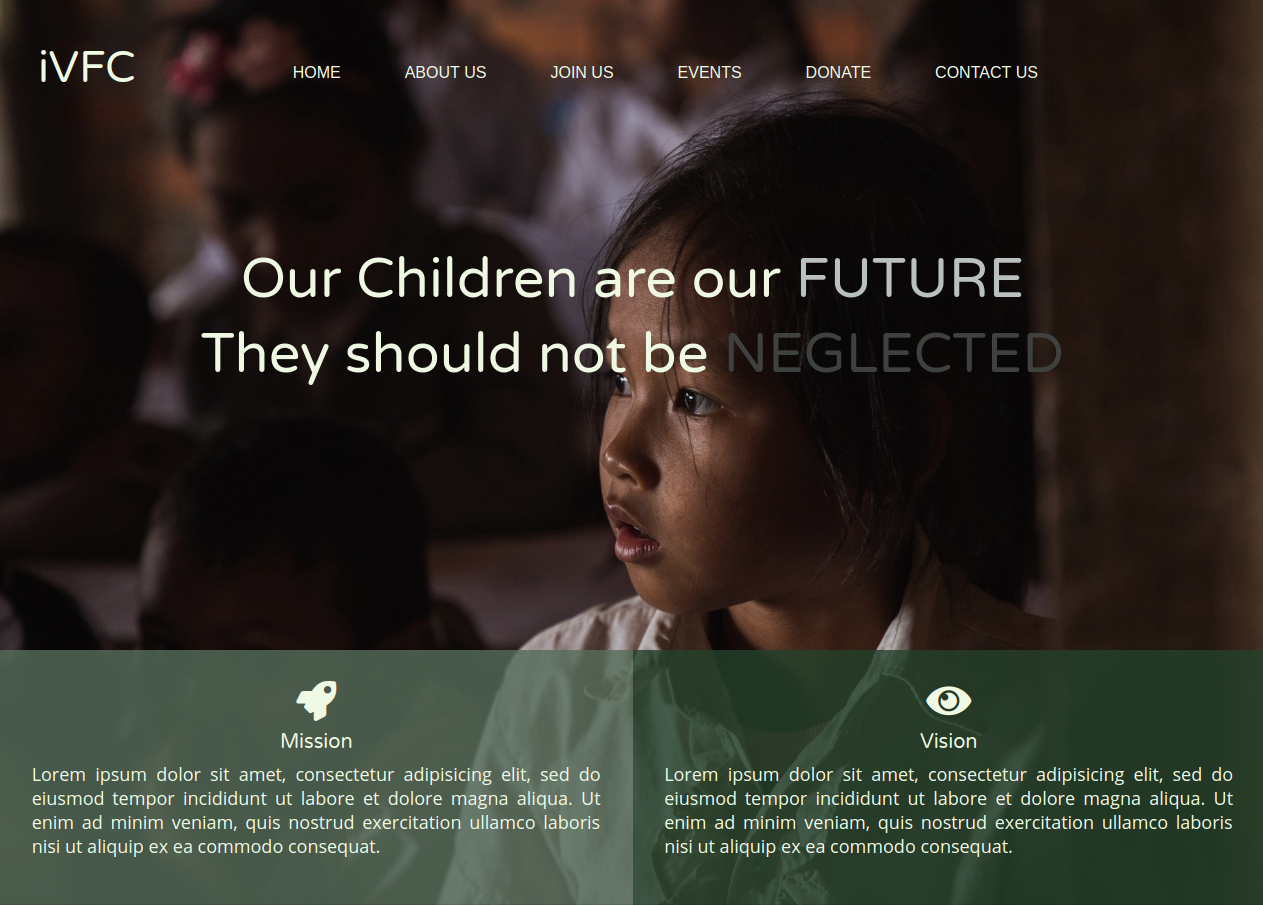 iVFC
HOME ABOUT US JOIN US EVENTS DONATE CONTACT US
Our Children are our FUTURE
They should not be NEGLECTED
Mission
Lorem ipsum dolor sit amet, consectetur adipisicing elit, sed do
eiusmod tempor incididunt ut labore et dolore magna aliqua. Ut
enim ad minim veniam, quis nostrud exercitation ullamco laboris
nisi ut aliquip ex ea commodo consequat.
Vision
Lorem ipsum dolor sit amet, consectetur adipisicing elit, sed do
eiusmod tempor incididunt ut labore et dolore magna aliqua. Ut
enim ad minim veniam, quis nostrud exercitation ullamco laboris
nisi ut aliquip ex ea commodo consequat.